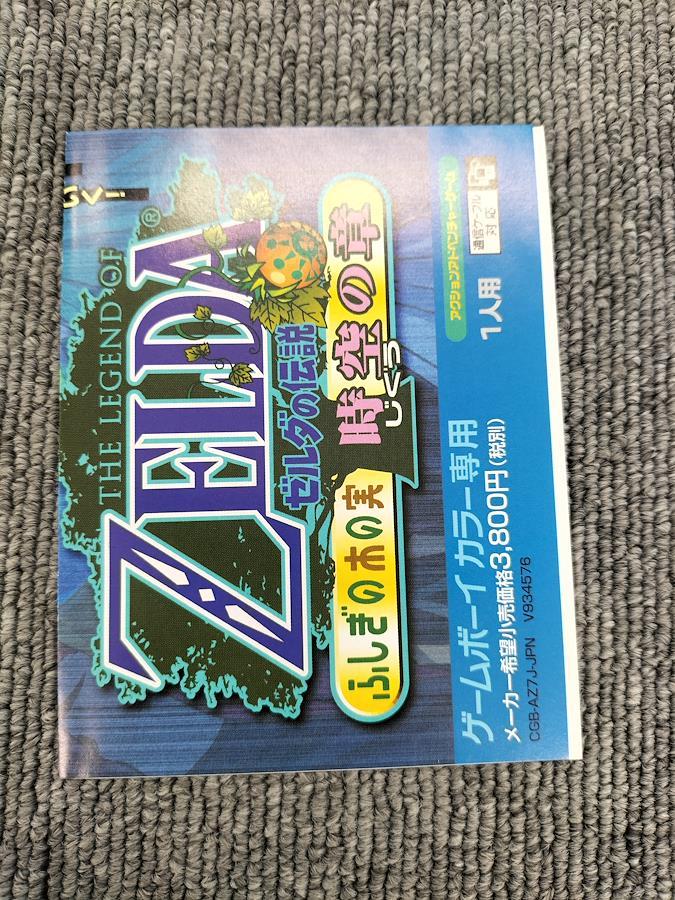 く!
THE LEGEND OF
ZELDA®
ゼルダの伝説
ふしぎの木の実
時空の章
じくう
アクションアドベンチャーゲーム
ゲームボーイ カラー専用
1人用
通信ケーブル
対応
メーカー希望小売価格3,800円(税別)
CGB-AZ7J-JPN V934576